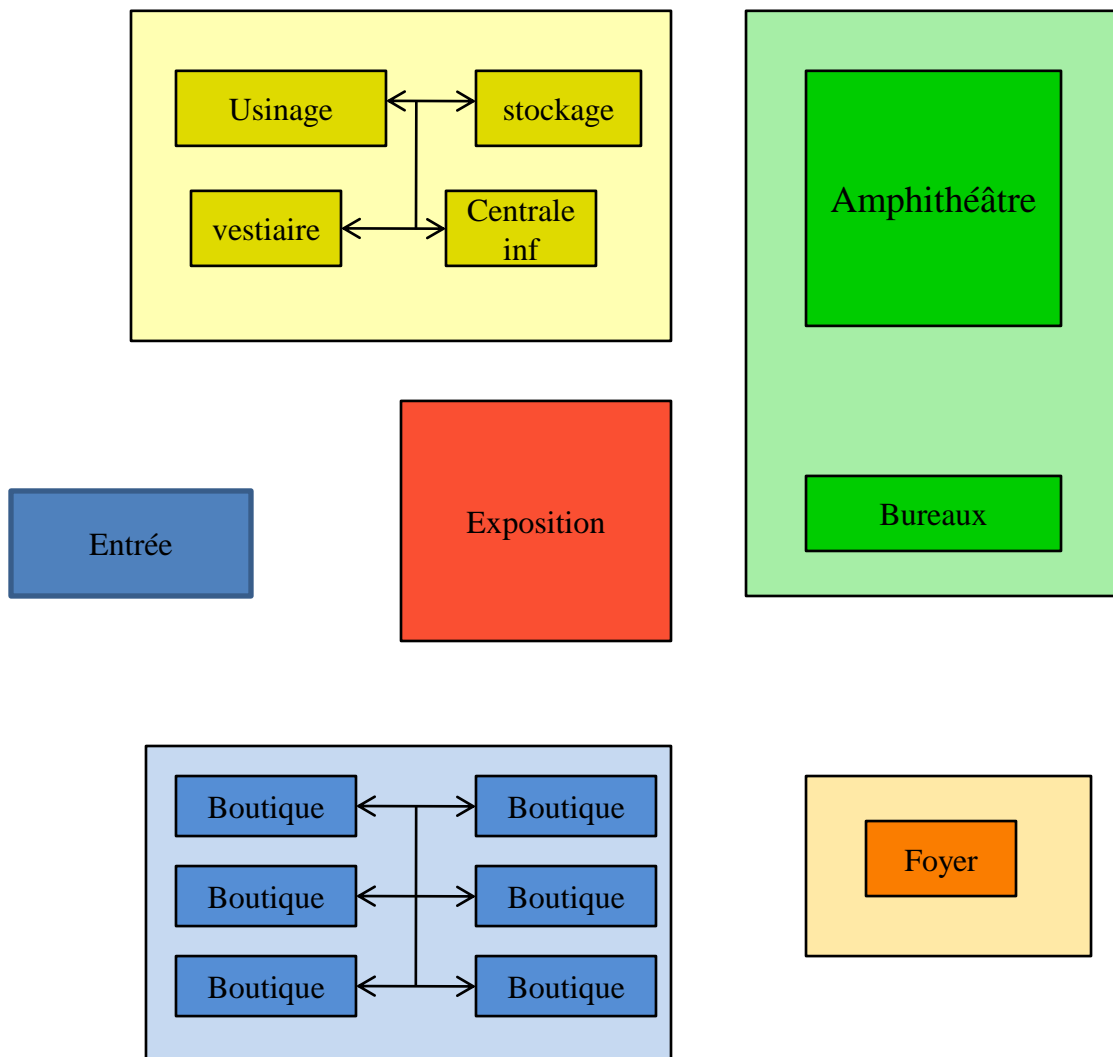 Usinage
stockage
vestiaire
Centrale
inf
Amphithéâtre
Bureaux
Exposition
Entrée
Boutique
Boutique
Boutique
Boutique
Boutique
Boutique
Foyer